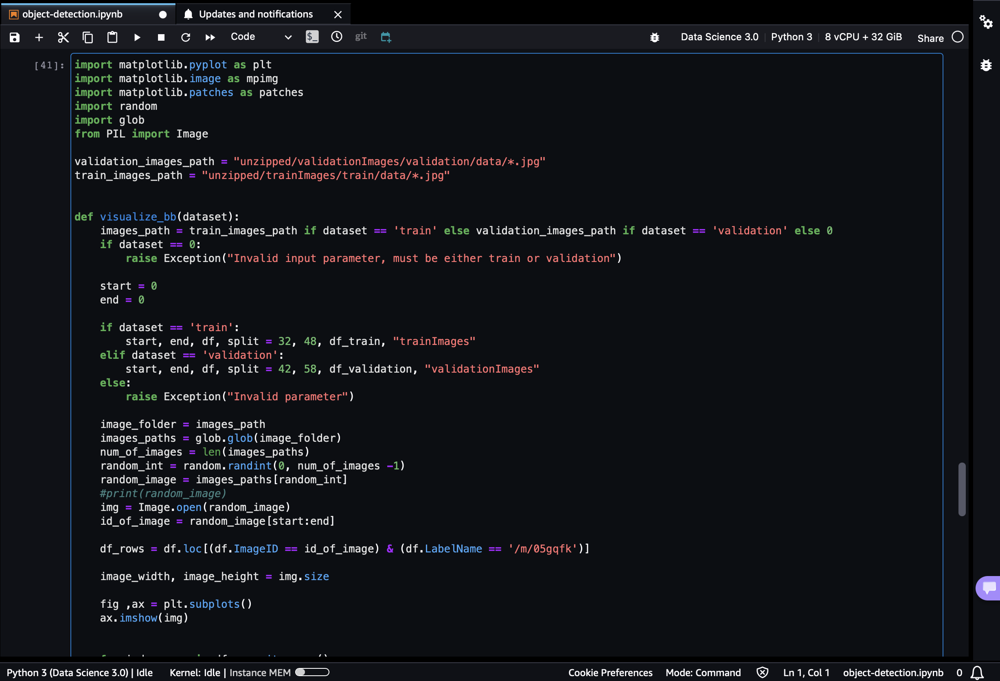 object-detection.ipynb
Updates and notifications
Code
$_
git
Data Science 3.0
Python 3
8 vCPU + 32 GiB
Share
[41]:
import matplotlib.pyplot as plt
import matplotlib.image as mpimg
import matplotlib.patches as patches
import random
import glob
from PIL import Image
validation_images_path = "unzipped/validationImages/validation/data/*.jpg"
train_images_path = "unzipped/trainImages/train/data/*.jpg"
def visualize_bb(dataset):
    images_path = train_images_path if dataset == 'train' else validation_images_path if dataset == 'validation' else 0
    if dataset == 0:
        raise Exception("Invalid input parameter, must be either train or validation")
    start = 0
    end = 0
    if dataset == 'train':
        start, end, df, split = 32, 48, df_train, "trainImages"
    elif dataset == 'validation':
        start, end, df, split = 42, 58, df_validation, "validationImages"
    else:
        raise Exception("Invalid parameter")
    image_folder = images_path
    images_paths = glob.glob(image_folder)
    num_of_images = len(images_paths)
    random_int = random.randint(0, num_of_images -1)
    random_image = images_paths[random_int]
    #print(random_image)
    img = Image.open(random_image)
    id_of_image = random_image[start:end]
    df_rows = df.loc[(df.ImageID == id_of_image) & (df.LabelName == '/m/05gqfk')]
    image_width, image_height = img.size
    fig ,ax = plt.subplots()
    ax.imshow(img)
Python 3 (Data Science 3.0) | Idle
Kernel: Idle | Instance MEM
Cookie Preferences
Mode: Command
Ln 1, Col 1
object-detection.ipynb
0